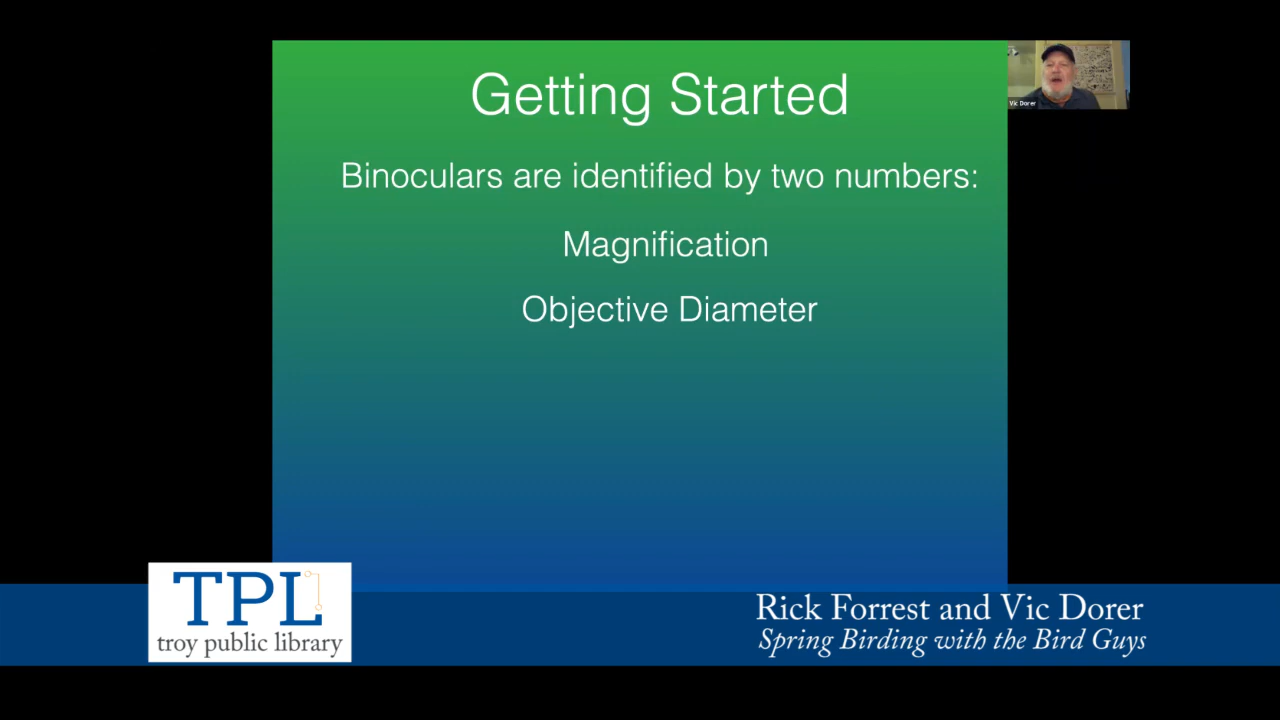 Getting Started
Binoculars are identified by two numbers:
Magnification
Objective Diameter
Vic Dorer
TPL
troy public library
Rick Forrest and Vic Dorer
Spring Birding with the Bird Guys